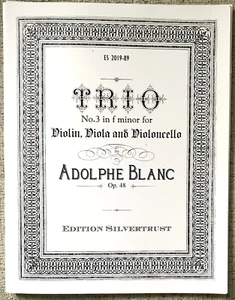 ES 2019-89
TRIO
No.3 in f minor for
Violin, Viola and Violoncello
ADOLPHE BLANC
Op. 48
EDITION SILVERTRUST